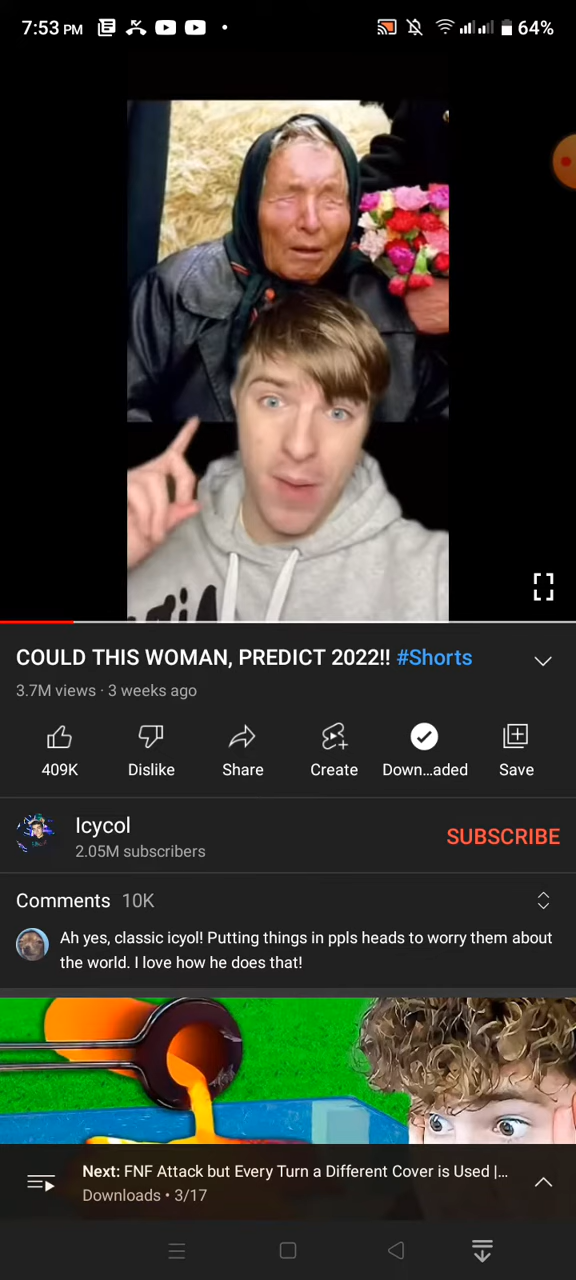 7:53 PM
64%
COULD THIS WOMAN, PREDICT 2022!! #Shorts
3.7M views · 3 weeks ago
409K
Dislike
Share
Create
Down...aded
Save
Icycol
2.05M subscribers
SUBSCRIBE
Comments 10K
Ah yes, classic icyol! Putting things in ppls heads to worry them about
the world. I love how he does that!
Next: FNF Attack but Every Turn a Different Cover is Used |...
Downloads • 3/17